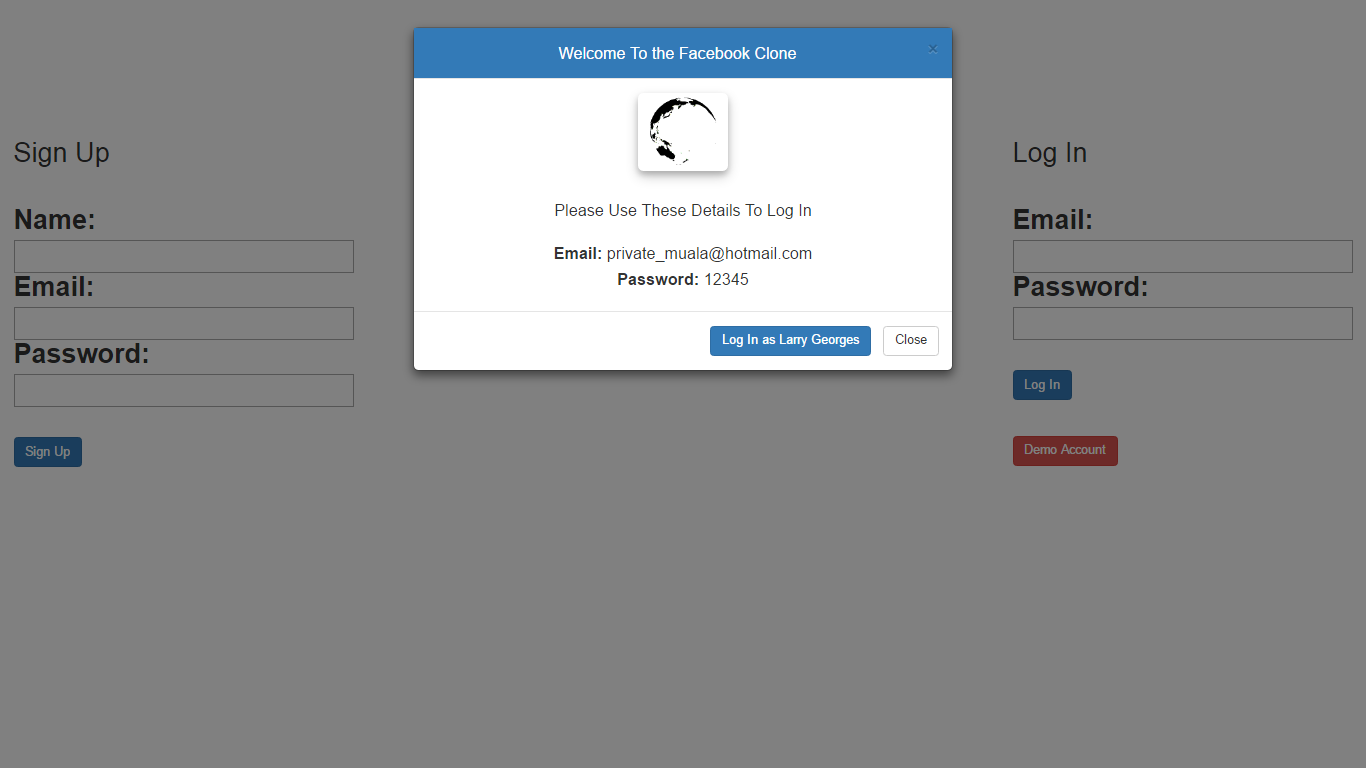 Welcome To the Facebook Clone
×
Please Use These Details To Log In
Email: private_muala@hotmail.com
Password: 12345
Log In as Larry Georges
Close
Sign Up
Name:
Email:
Password:
Sign Up
Log In
Email:
Password:
Log In
Demo Account